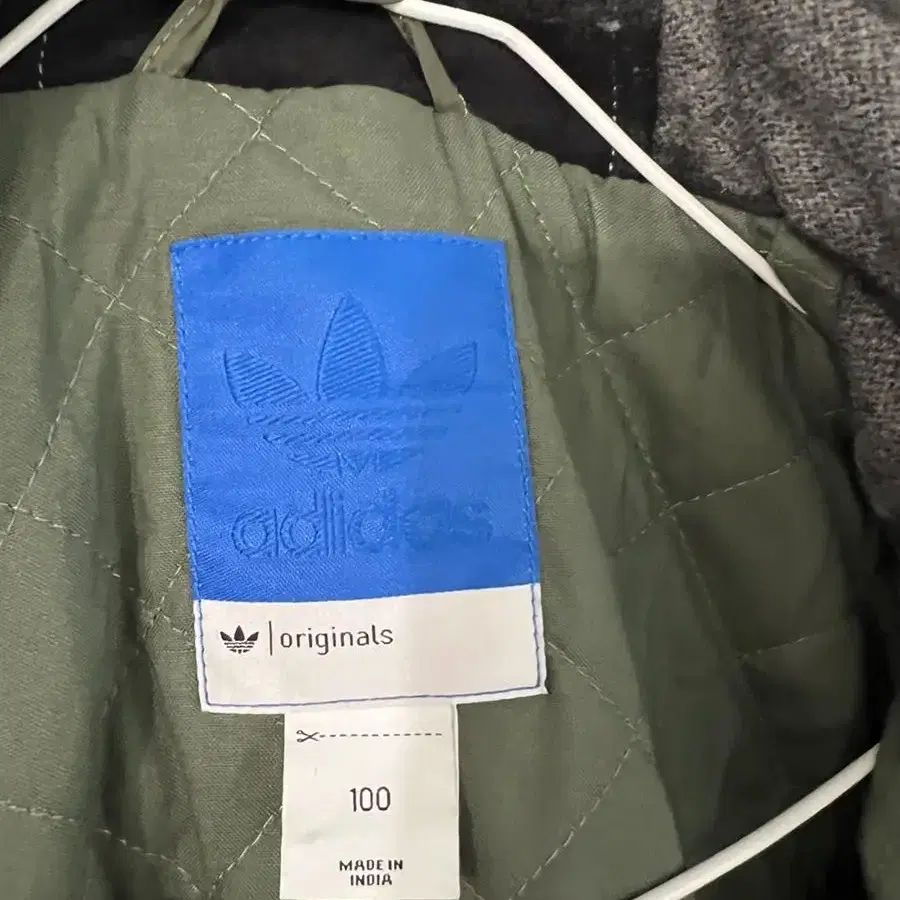 adidas
originals
100
MADE IN
INDIA